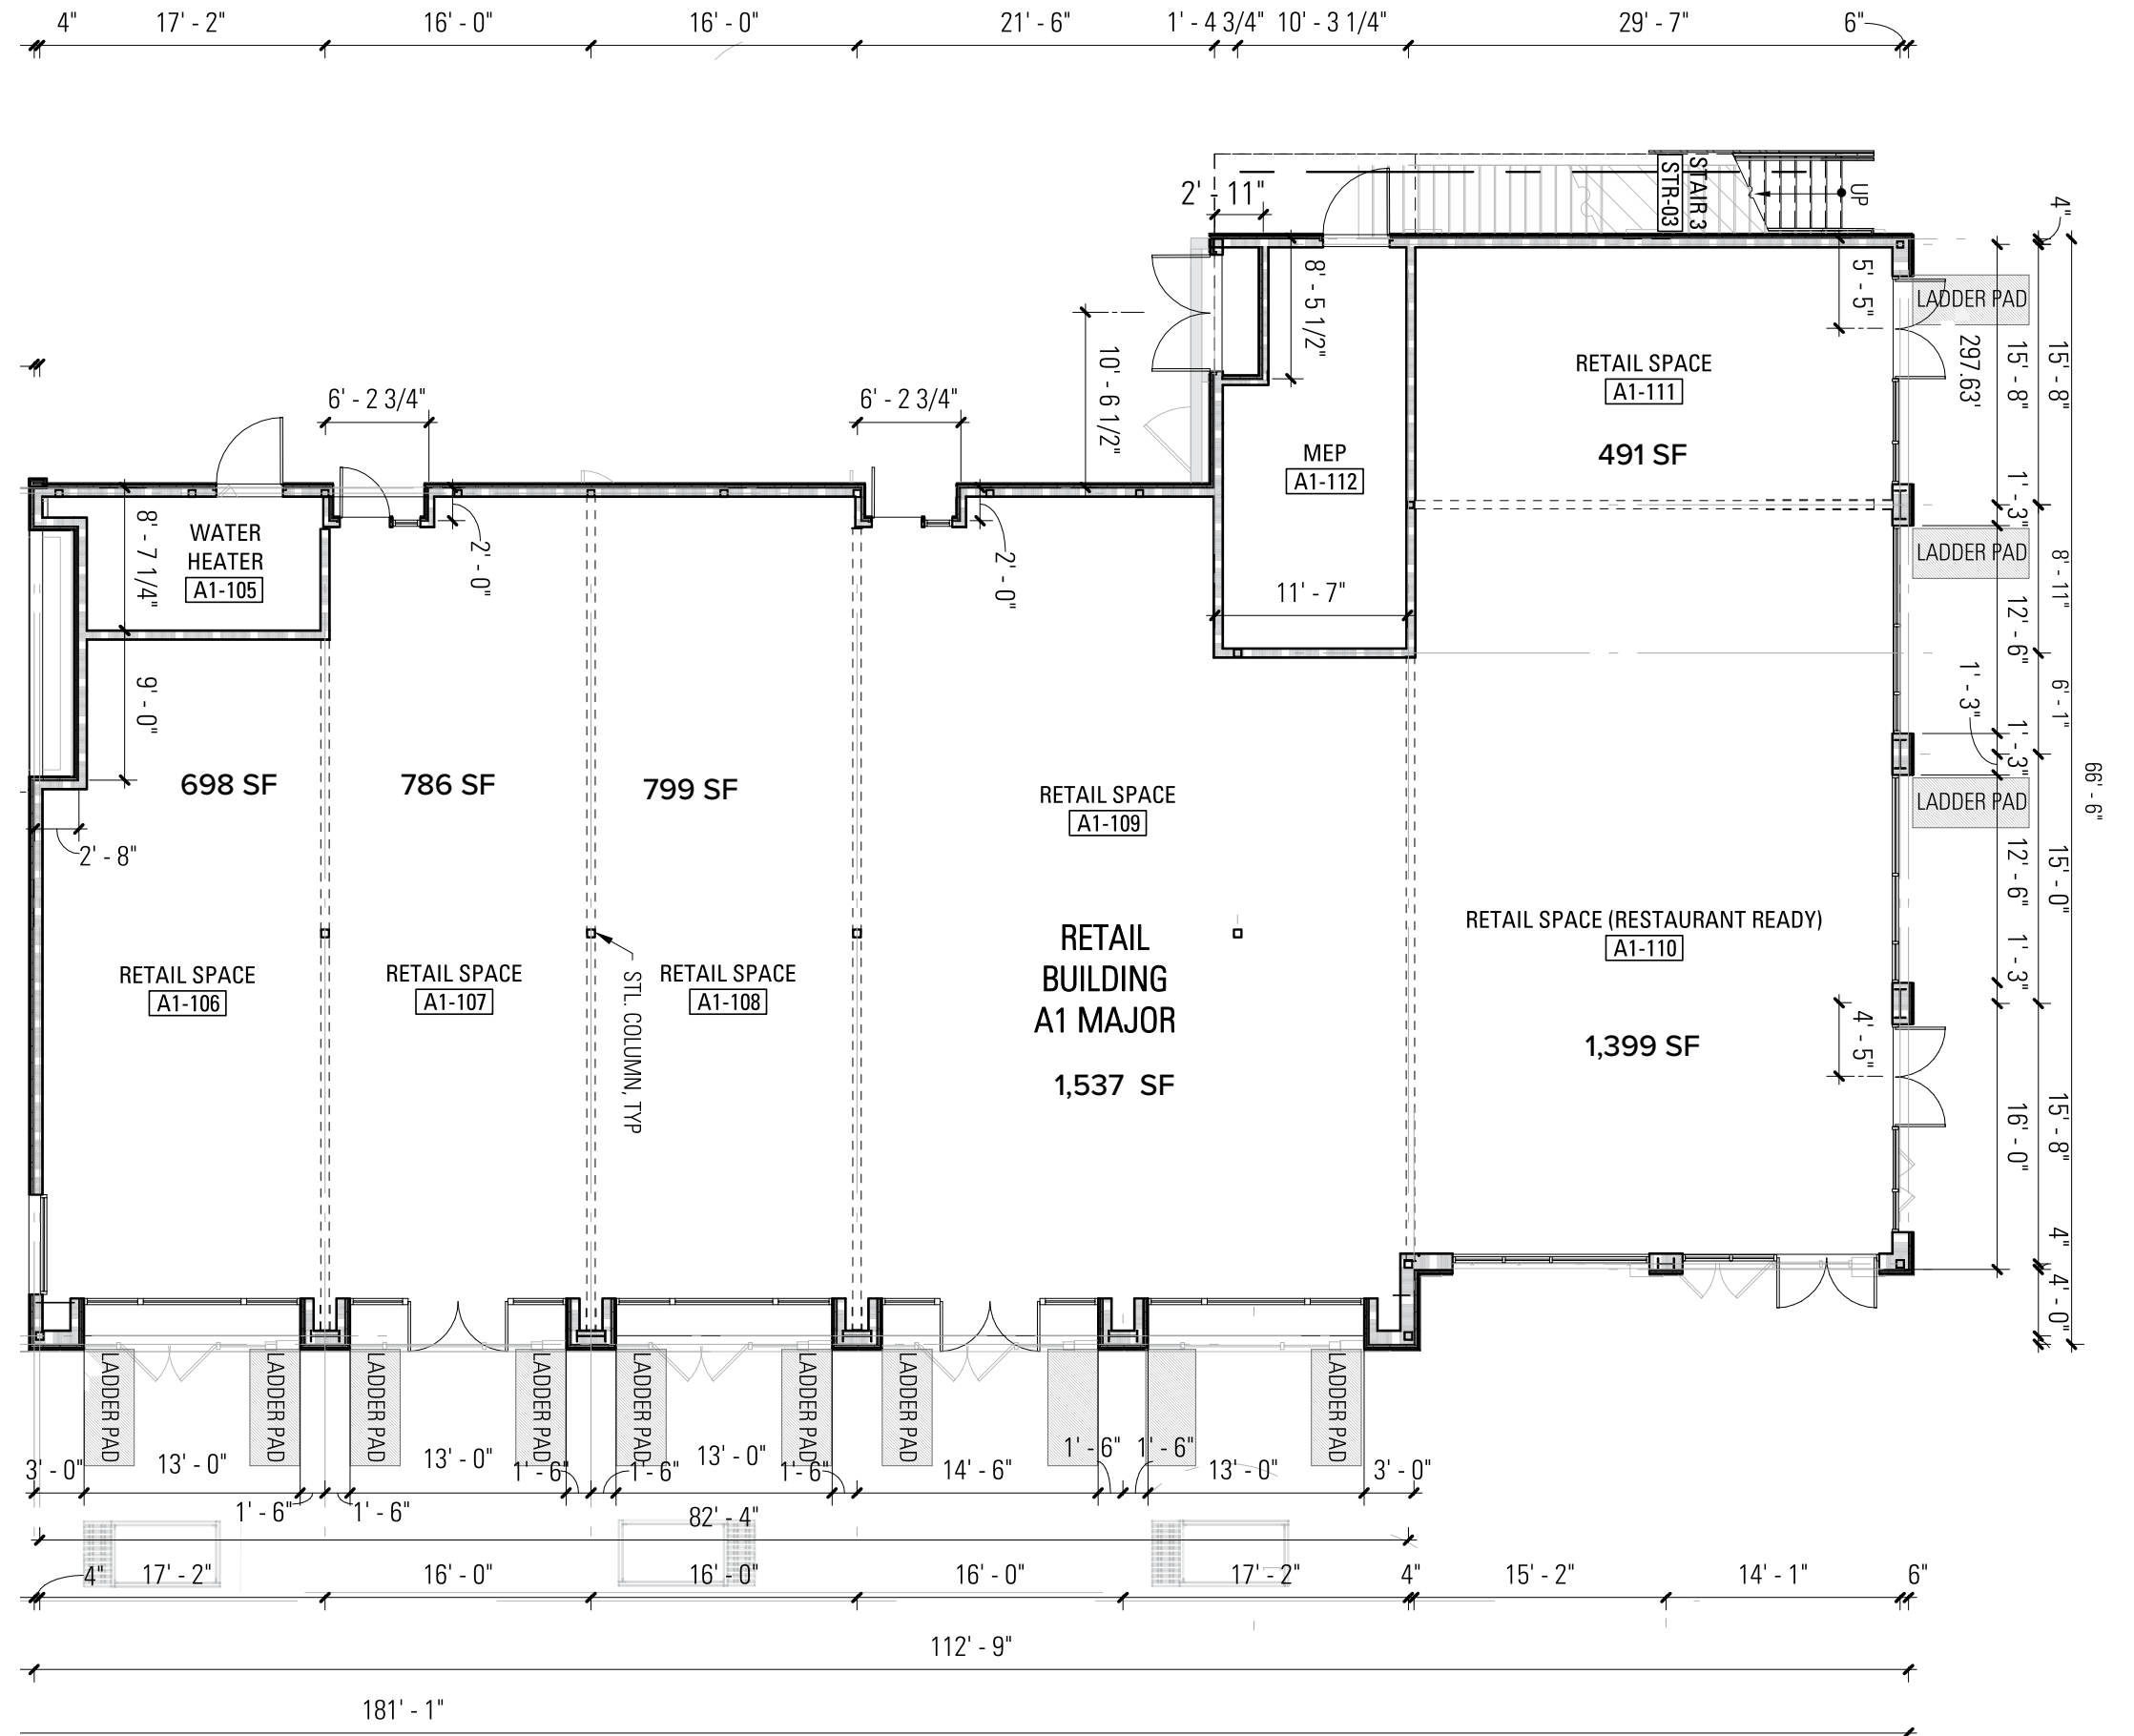 4" 17' - 2" 16' - 0" 16' - 0" 21' - 6" 1' - 4 3/4" 10' - 3 1/4" 29' - 7" 6"
STAIR 3
STR-03
UP
2' - 11"
4"
8' - 5 1/2"
5' - 5"
LADDER PAD
297.63'
15' - 8"
15' - 8"
10' - 6 1/2"
RETAIL SPACE
A1-111
491 SF
6' - 2 3/4"
6' - 2 3/4"
MEP
A1-112
1' - 3"
8' - 7 1/4"
WATER
HEATER
A1-105
2' - 0"
2' - 0"
LADDER PAD
8' - 11"
11' - 7"
12' - 6"
9' - 0"
1' - 3"
6' - 1"
1' - 3"
66' - 6"
698 SF
786 SF
799 SF
RETAIL SPACE
A1-109
LADDER PAD
2' - 8"
12' - 6"
15' - 0"
RETAIL
BUILDING
A1 MAJOR
1,537 SF
RETAIL SPACE (RESTAURANT READY)
A1-110
1,399 SF
1' - 3"
4' - 5"
RETAIL SPACE
A1-106
RETAIL SPACE
A1-107
STL. COLUMN, TYP
RETAIL SPACE
A1-108
16' - 0"
15' - 8"
4"
4' - 0"
LADDER PAD
LADDER PAD
LADDER PAD
LADDER PAD
LADDER PAD
LADDER PAD
LADDER PAD
LADDER PAD
3' - 0" 13' - 0" 13' - 0" 1' - 6" 1' - 6" 13' - 0" 1' - 6" 14' - 6" 1' - 6" 1' - 6" 13' - 0" 3' - 0"
1' - 6" 1' - 6"
82' - 4"
4" 17' - 2" 16' - 0" 16' - 0" 16' - 0" 17' - 2" 4" 15' - 2" 14' - 1" 6"
112' - 9"
181' - 1"